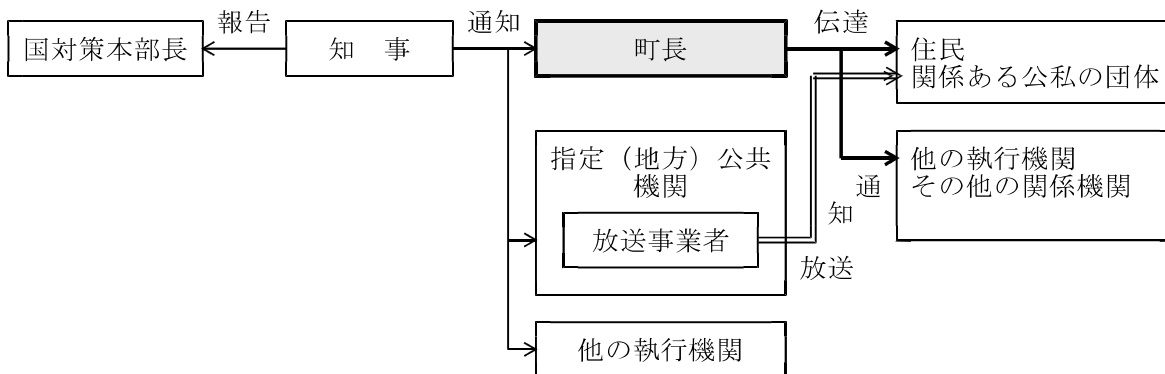 報告
通知
伝達
国対策本部長
知　事
町長
住民
関係ある公私の団体
指定（地方）公共
機関
放送事業者
他の執行機関
その他の関係機関
通
知
放送
他の執行機関